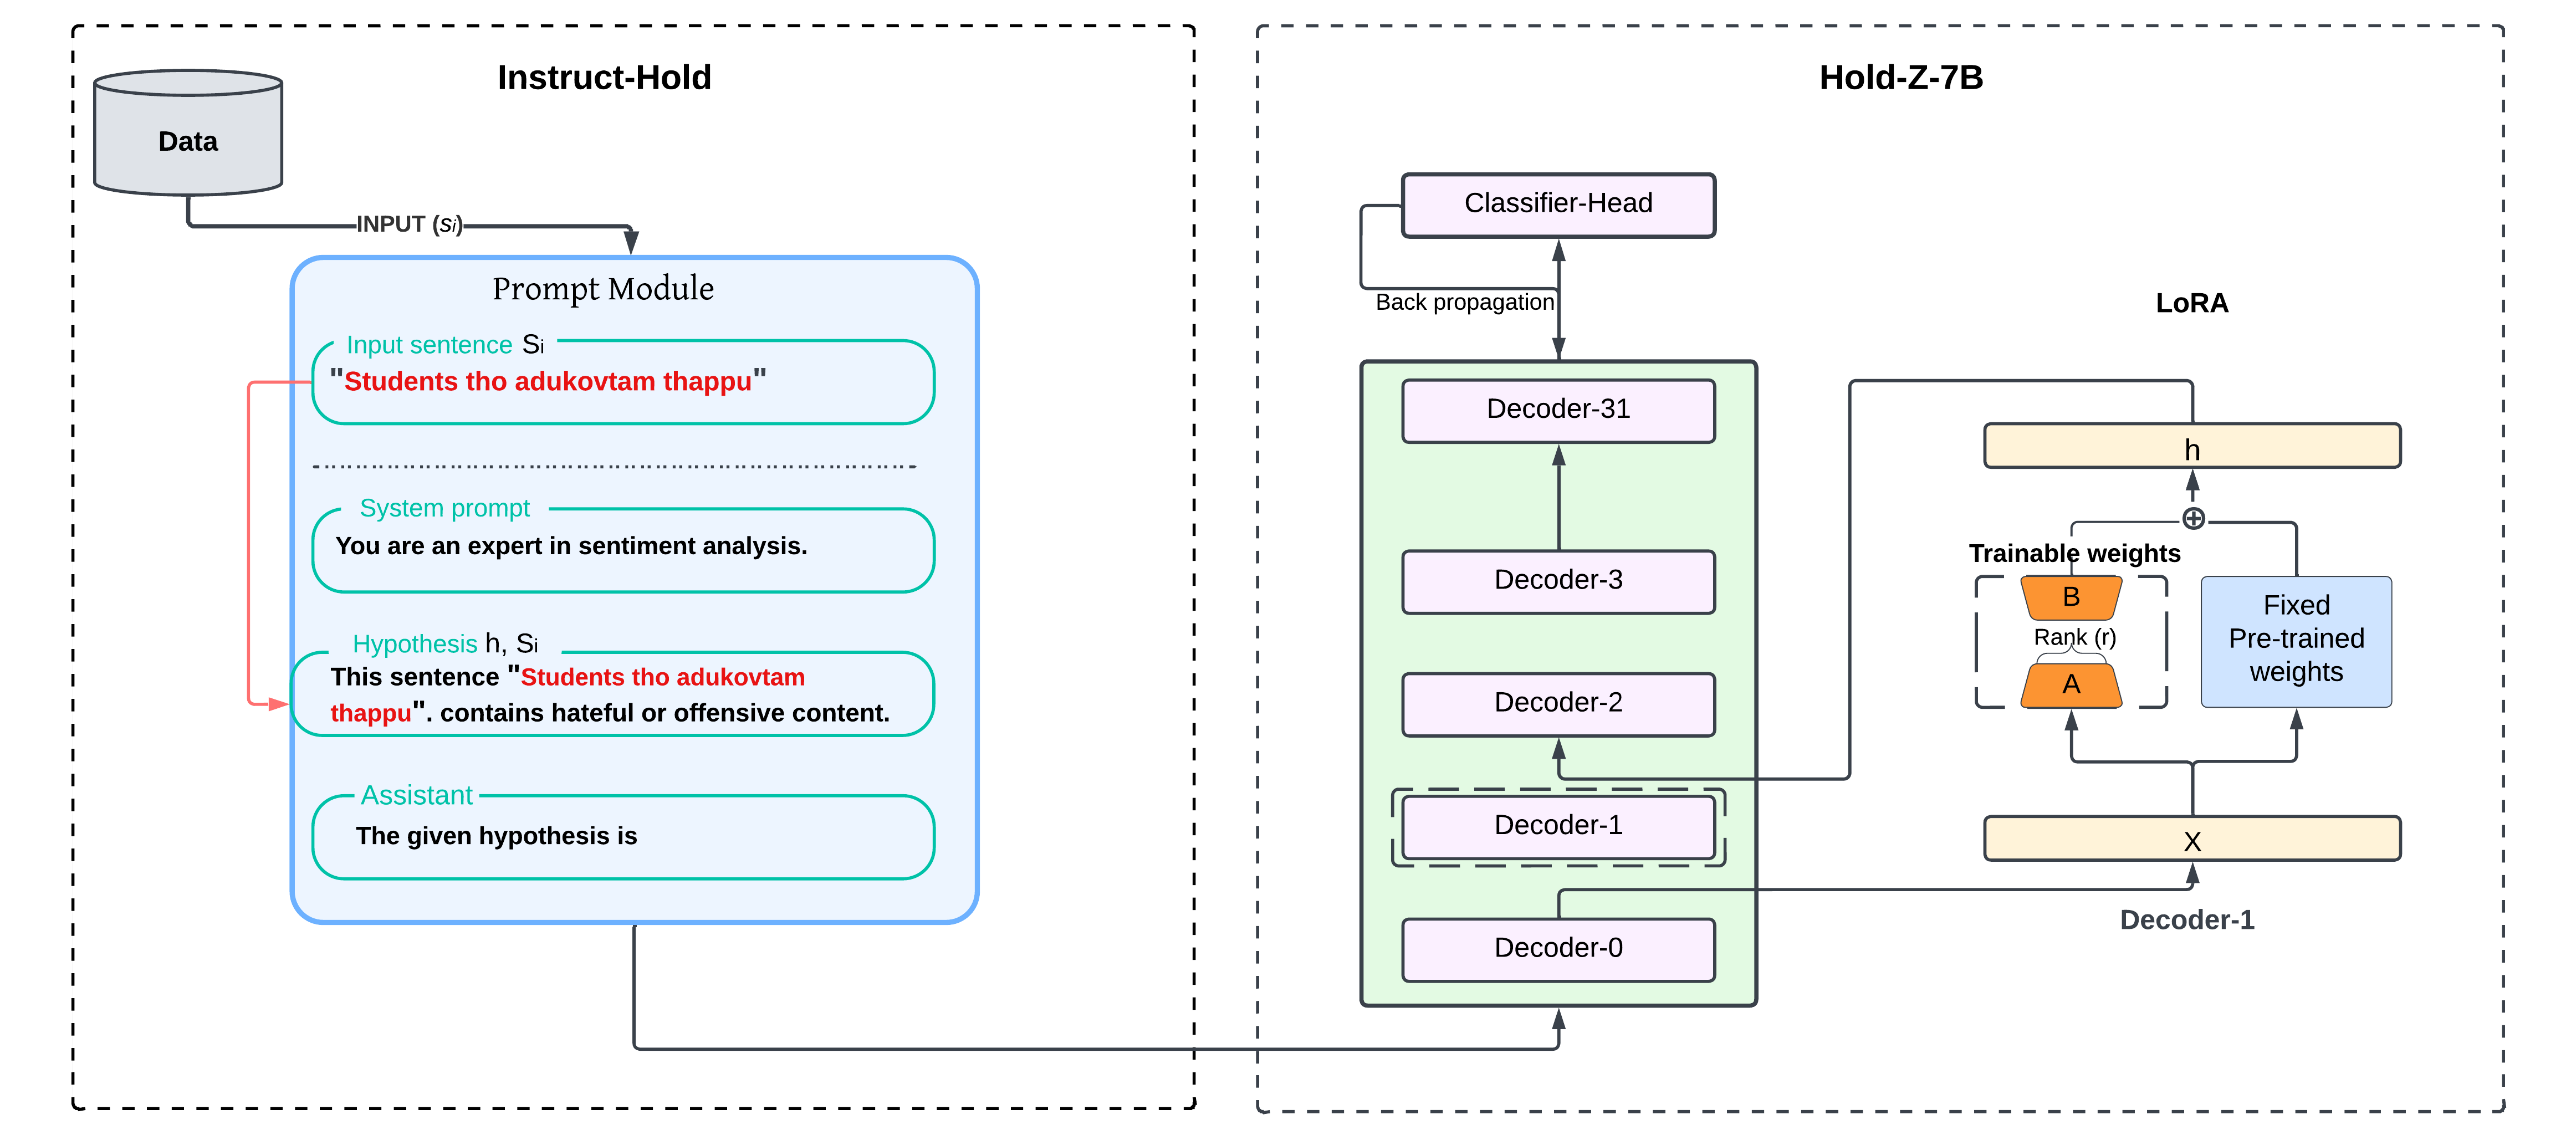 Instruct-Hold
Data
INPUT (si)
Prompt Module
Input sentence Si
"Students tho adukovtam thappu"
System prompt
You are an expert in sentiment analysis.
Hypothesis h, Si
This sentence "Students tho adukovtam
thappu". contains hateful or offensive content.
Assistant
The given hypothesis is
Hold-Z-7B
Classifier-Head
Back propagation
Decoder-31
Decoder-3
Decoder-2
Decoder-1
Decoder-0
LoRA
h
Trainable weights
B
Rank (r)
A
Fixed
Pre-trained
weights
X
Decoder-1